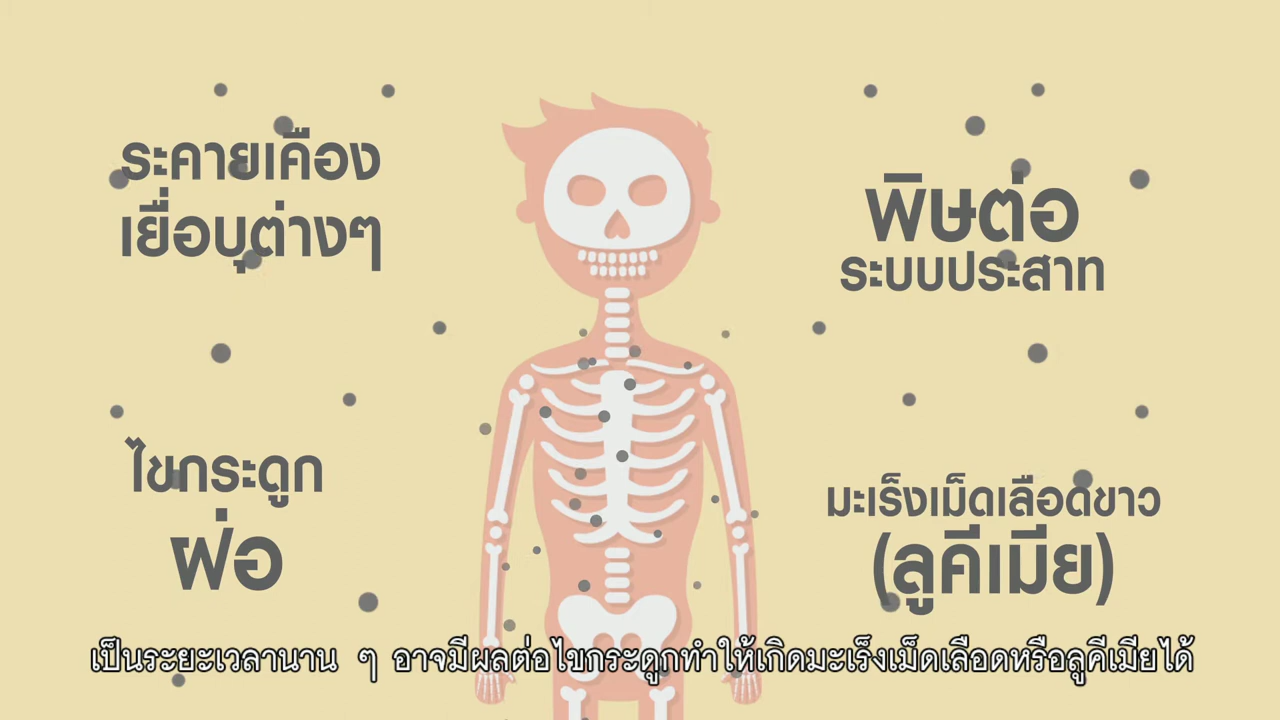 ระคายเคือง
เยื่อบุต่างๆ
พิษต่อ
ระบบประสาท
ไขกระดูก
ฝ่อ
มะเร็งเม็ดเลือดขาว
(ลูคีเมีย)
เป็นระยะเวลานาน ๆ อาจมีผลต่อไขกระดูกทำให้เกิดมะเร็งเม็ดเลือดหรือลูคีเมียได้